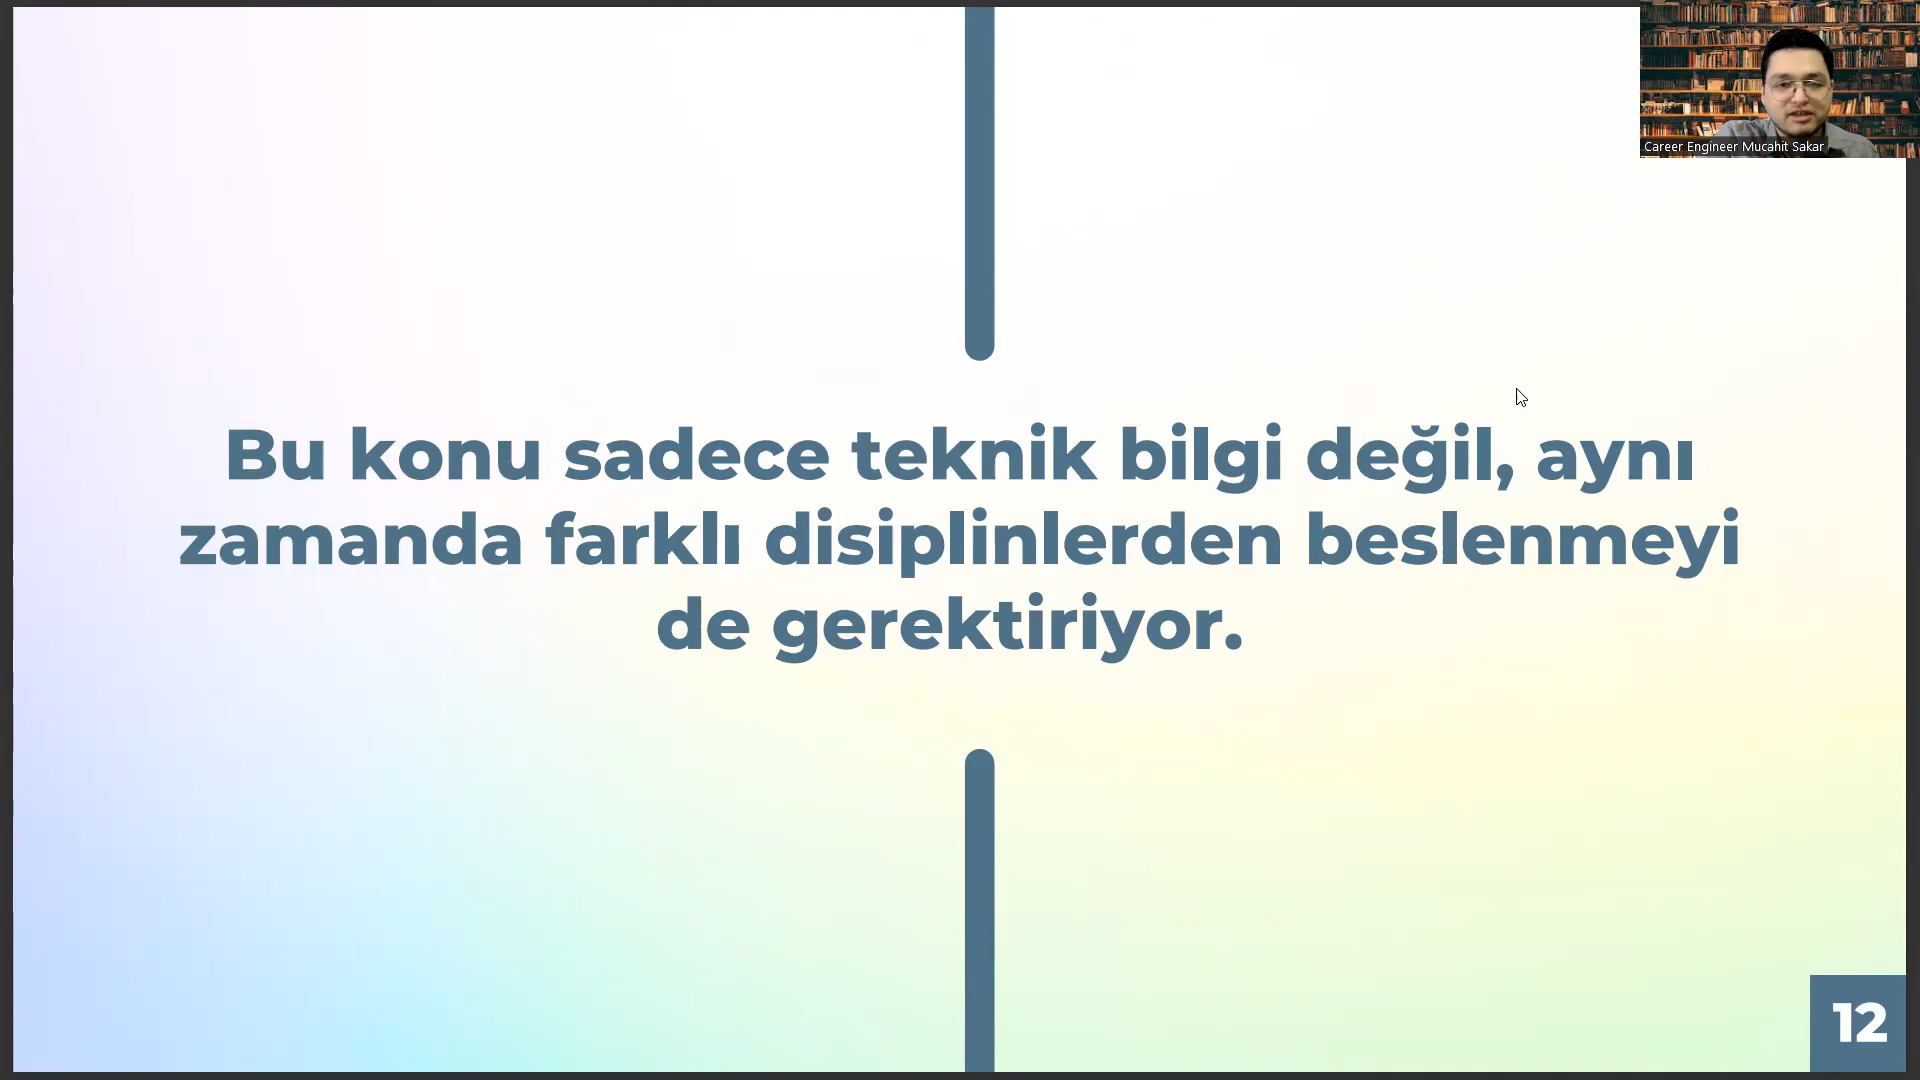 Career Engineer Mucahit Sakar
Bu konu sadece teknik bilgi değil, aynı
zamanda farklı disiplinlerden beslenmeyi
de gerektiriyor.
12